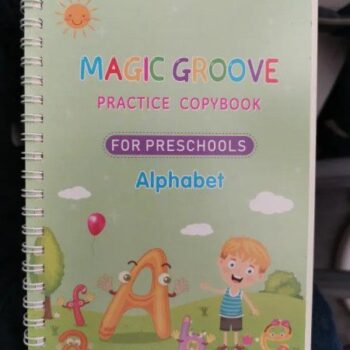 MAGIC GROOVE
PRACTICE COPYBOOK
FOR PRESCHOOLS
Alphabet
f
A
a
e